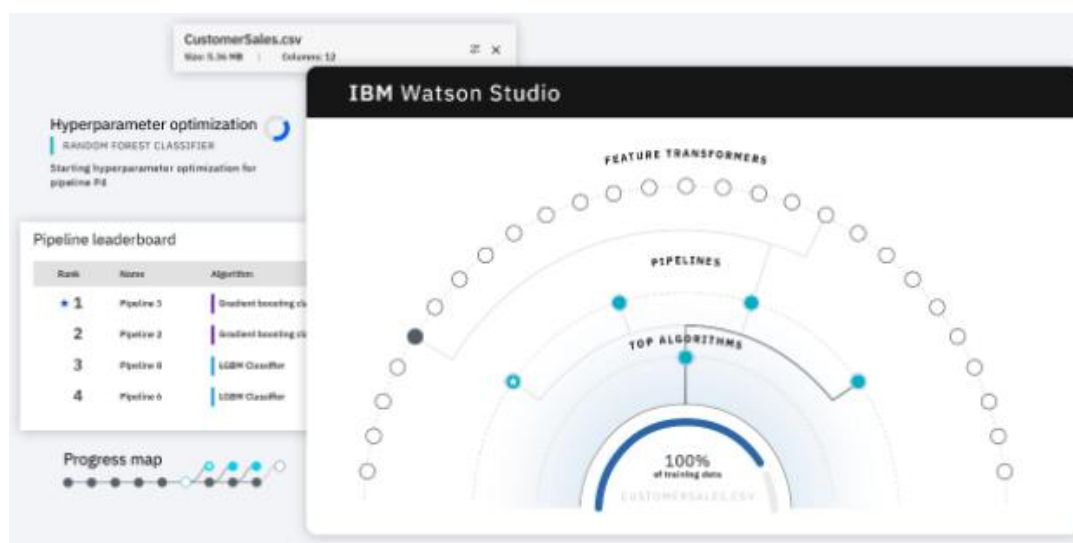 CustomerSales.csv
Size: 5.36 MB | Columns: 12
IBM Watson Studio
Hyperparameter optimization
RANDOM FOREST CLASSIFIER
Starting hyperparameter optimization for
pipeline P4
FEATURE TRANSFORMERS
Pipeline leaderboard
PIPELINES
Rank Name Algorithm
1 Pipeline 3 Gradient boosting cla
2 Pipeline 2 Gradient boosting cla
TOP ALGORITHMS
3 Pipeline 8 LGBM Classifier
4 Pipeline 6 LGBM Classifier
Progress map
100%
of training data
CUSTOMERSALES.CSV